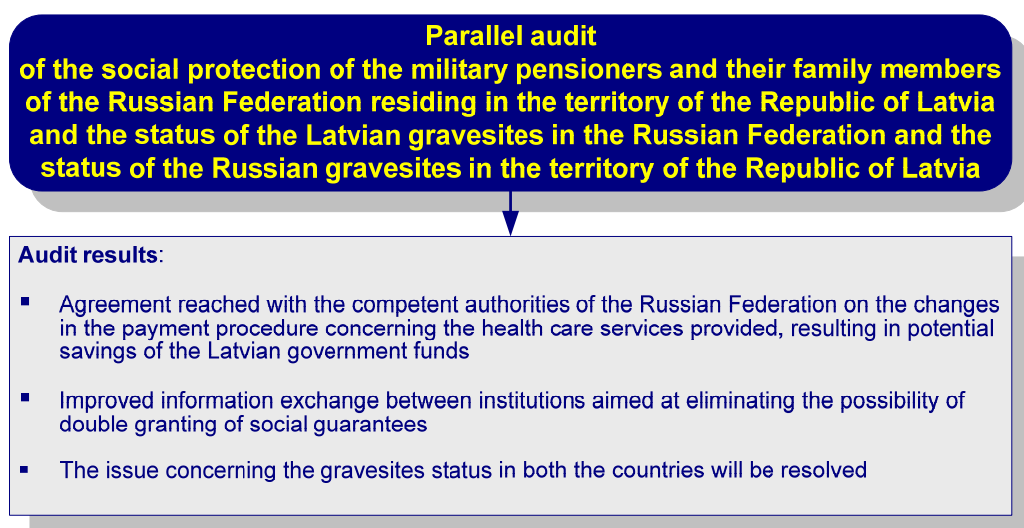 Parallel audit
of the social protection of the military pensioners and their family members
of the Russian Federation residing in the territory of the Republic of Latvia
and the status of the Latvian gravesites in the Russian Federation and the
status of the Russian gravesites in the territory of the Republic of Latvia
Audit results:
▪ Agreement reached with the competent authorities of the Russian Federation on the changes
in the payment procedure concerning the health care services provided, resulting in potential
savings of the Latvian government funds
▪ Improved information exchange between institutions aimed at eliminating the possibility of
double granting of social guarantees
▪ The issue concerning the gravesites status in both the countries will be resolved